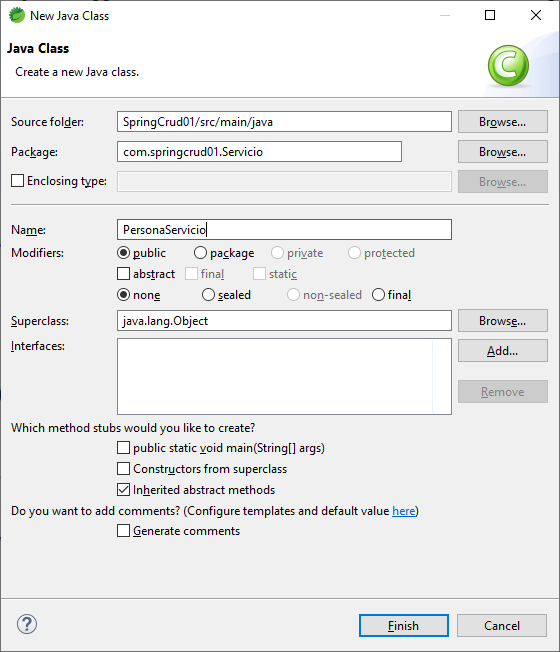 New Java Class
Java Class
Create a new Java class.
C
Source folder: SpringCrud01/src/main/java Browse...
Package: com.springcrud01.Servicio Browse...
Enclosing type: Browse...
Name: PersonaServicio
Modifiers: public package private protected
abstract final static
none sealed non-sealed final
Superclass: java.lang.Object Browse...
Interfaces: Add...
Remove
Which method stubs would you like to create?
public static void main(String[] args)
Constructors from superclass
Inherited abstract methods
Do you want to add comments? (Configure templates and default value here)
Generate comments
? Finish Cancel